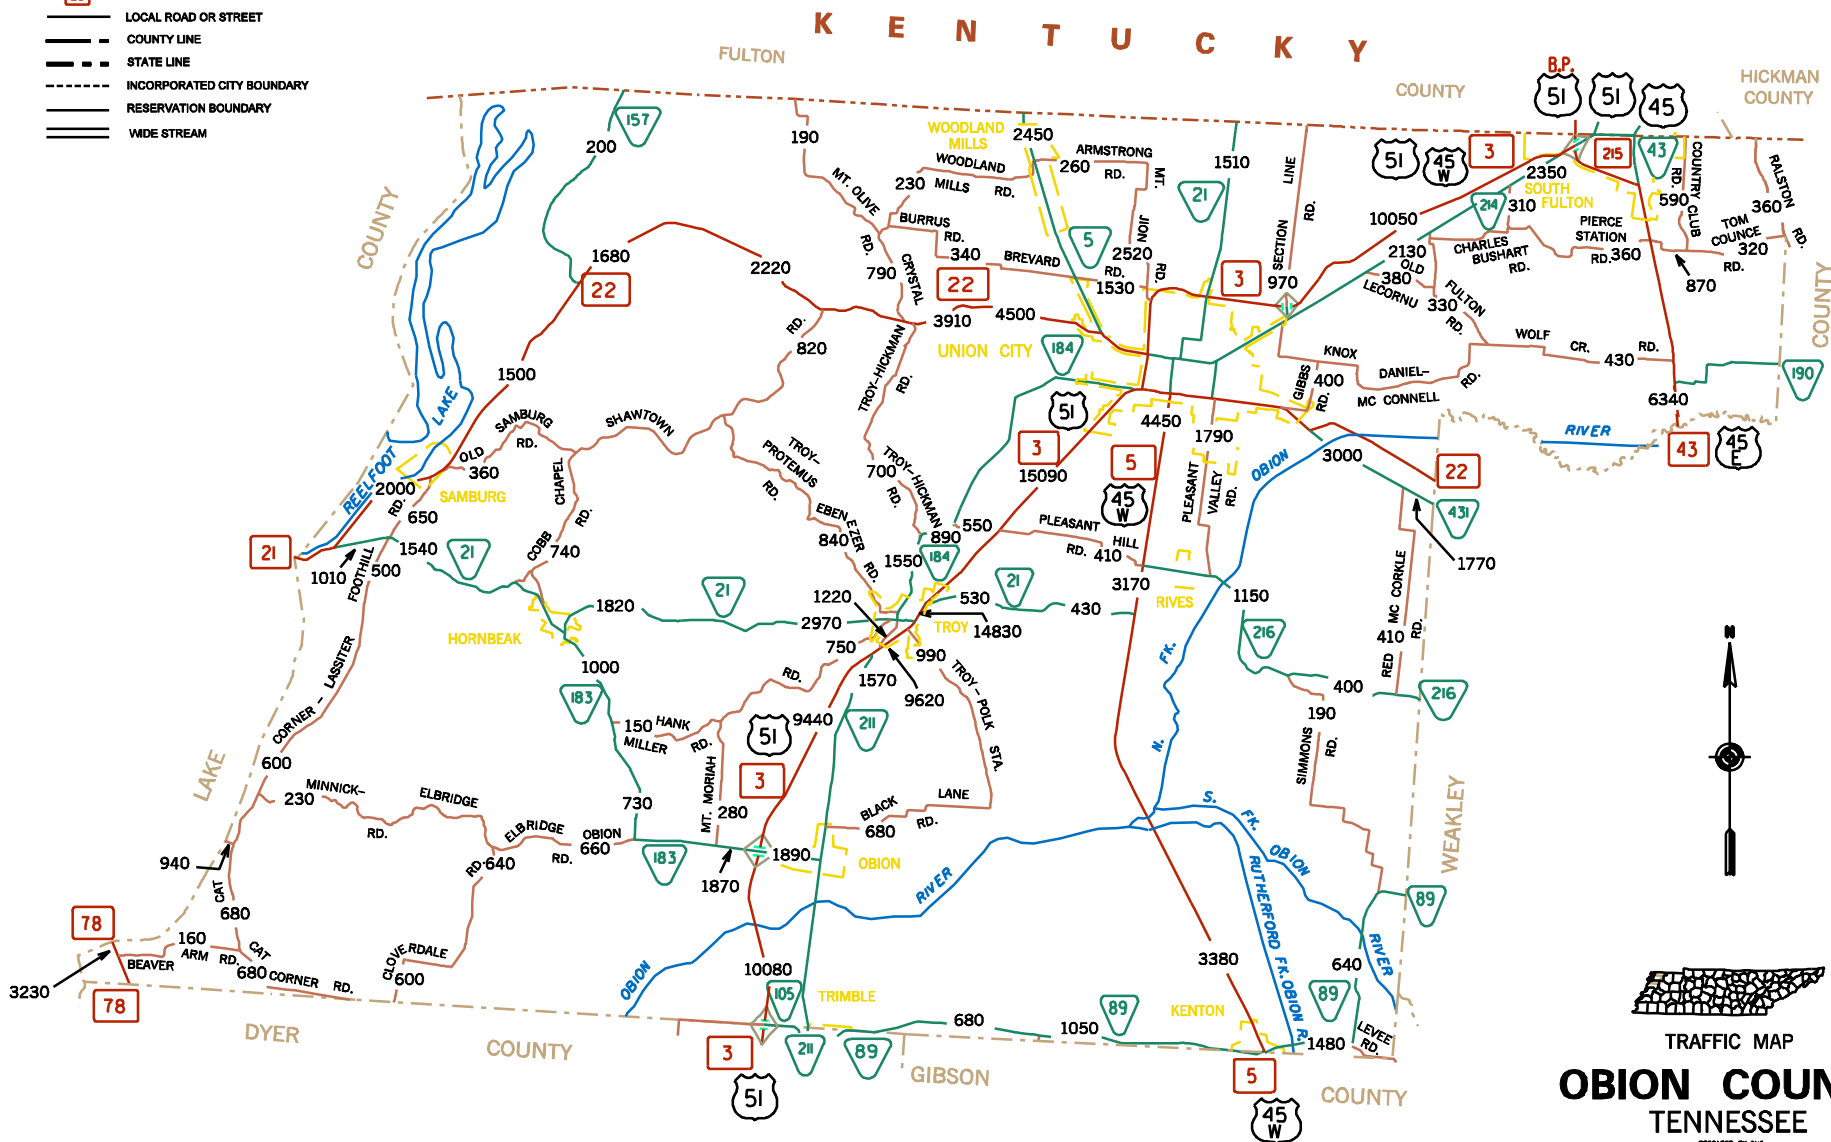 LOCAL ROAD OR STREET
COUNTY LINE
STATE LINE
INCORPORATED CITY BOUNDARY
RESERVATION BOUNDARY
WIDE STREAM
KENTUCKY
FULTON
COUNTY
HICKMAN
COUNTY
B.P.
51
51
45
157
200
190
WOODLAND
MILLS
2450
ARMSTRONG
RD.
260
MT.
JION
RD.
1510
LINE
SECTION
RD.
51
45
W
3
215
43
2350
SOUTH
FULTON
COUNTRY CLUB
RD.
590
RALSTON
RD.
360
WOODLAND
MILLS
RD.
230
MT. OLIVE
RD.
BURRUS
RD.
340
21
5
214
310
10050
PIERCE
STATION
RD.
360
TOM
COUNCE
RD.
320
COUNTY
COUNTY
1680
2220
22
790
CRYSTAL
22
BREVARD
RD.
1530
2520
3
970
2130
OLD
380
LECORNU
CHARLES
BUSHART
RD.
FULTON
RD.
330
870
3910
4500
RD.
820
UNION CITY
184
TROY-HICKMAN
RD.
WOLF
CR.
RD.
430
KNOX
DANIEL-
MC CONNELL
RD.
GIBBS
RD.
400
190
6340
1500
LAKE
REELFOOT
SAMBURG
OLD
RD.
360
SHAWTOWN
51
4450
1790
3
5
15090
45
W
PLEASANT
VALLEY
RD.
OBION
3000
RIVER
43
45
E
22
431
1770
2000
SAMBURG
RD.
650
CHAPEL
RD.
COBB
740
TROY-
PROTEMUS
RD.
700
TROY-HICKMAN
RD.
EBENEZER
RD.
840
890
550
PLEASANT
HILL
RD.
410
21
1010
1540
21
500
FOOTHILL
1550
184
3170
RIVES
1150
MC CORKLE
RED
RD.
410
21
1820
2970
1220
530
21
430
TROY
14830
216
HORNBEAK
1000
750
990
1570
9620
FK.
N.
400
216
190
LASSITER
CORNER-
183
150
HANK
MILLER
RD.
RD.
9440
51
211
TROY-POLK
STA.
SIMMONS
RD.
LAKE
600
MINNICK-
230
RD.
ELBRIDGE
730
MT. MORIAH
280
3
BLACK
LANE
RD.
680
S.
FK.
OBION
RIVER
WEAKLEY
ELBRIDGE
RD.
OBION
660
640
RD.
183
1870
1890
OBION
940
CAT
680
RIVER
RUTHERFORD FK. OBION R.
89
78
160
BEAVER
ARM
RD.
CAT
680
CORNER
RD.
CLOVERDALE
600
OBION
10080
3380
640
3230
78
105
TRIMBLE
680
1050
89
KENTON
89
DYER
COUNTY
3
211
89
51
GIBSON
5
45
W
1480
LEVEE
RD.
COUNTY
N
TRAFFIC MAP
OBION COUN
TENNESSEE